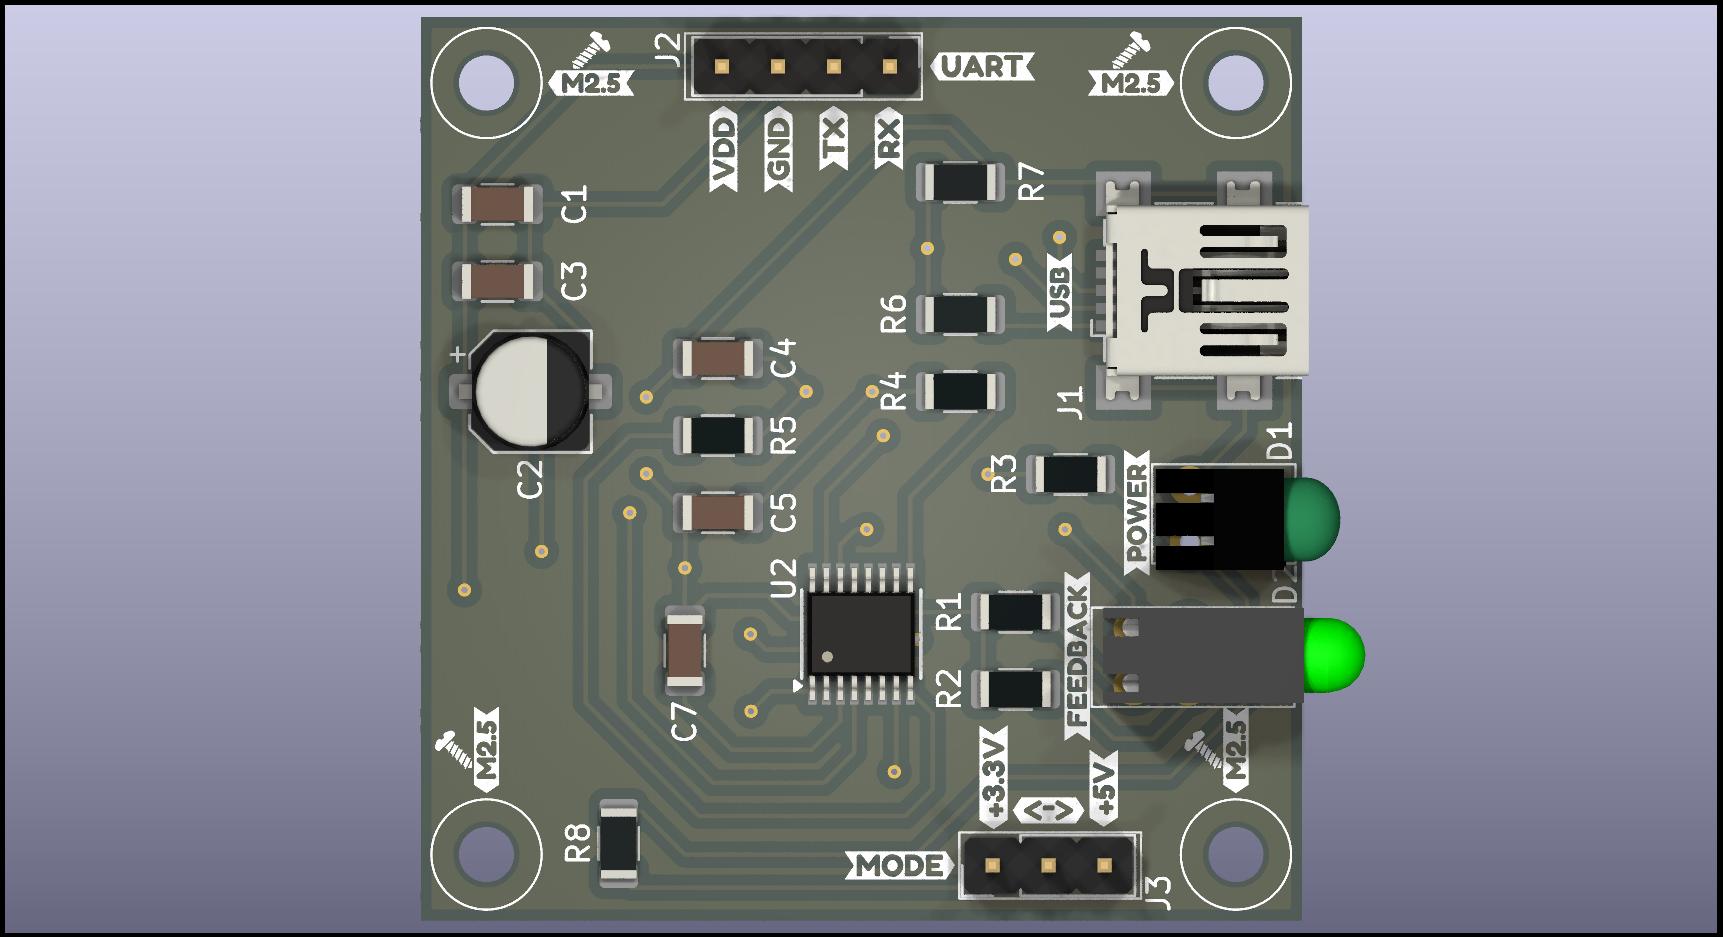 J2
UART
M2.5
M2.5
VDD
GND
TX
RX
R7
C1
C3
USB
R6
+
C4
R4
J1
R5
D1
C2
R3
POWER
C5
U2
D2
R1
FEEDBACK
R2
C7
M2.5
M2.5
+3.3V
<->
+5V
R8
MODE
J3